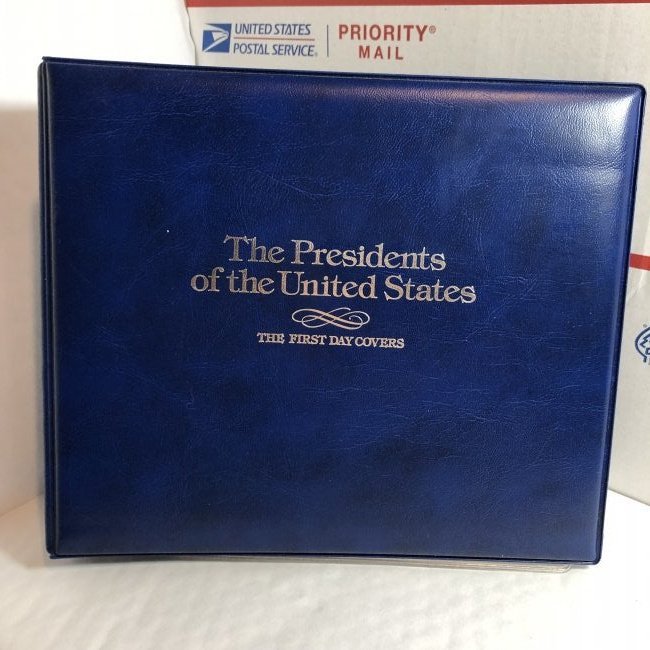 UNITED STATES
POSTAL SERVICE®
PRIORITY®
MAIL
The Presidents
of the United States
THE FIRST DAY COVERS